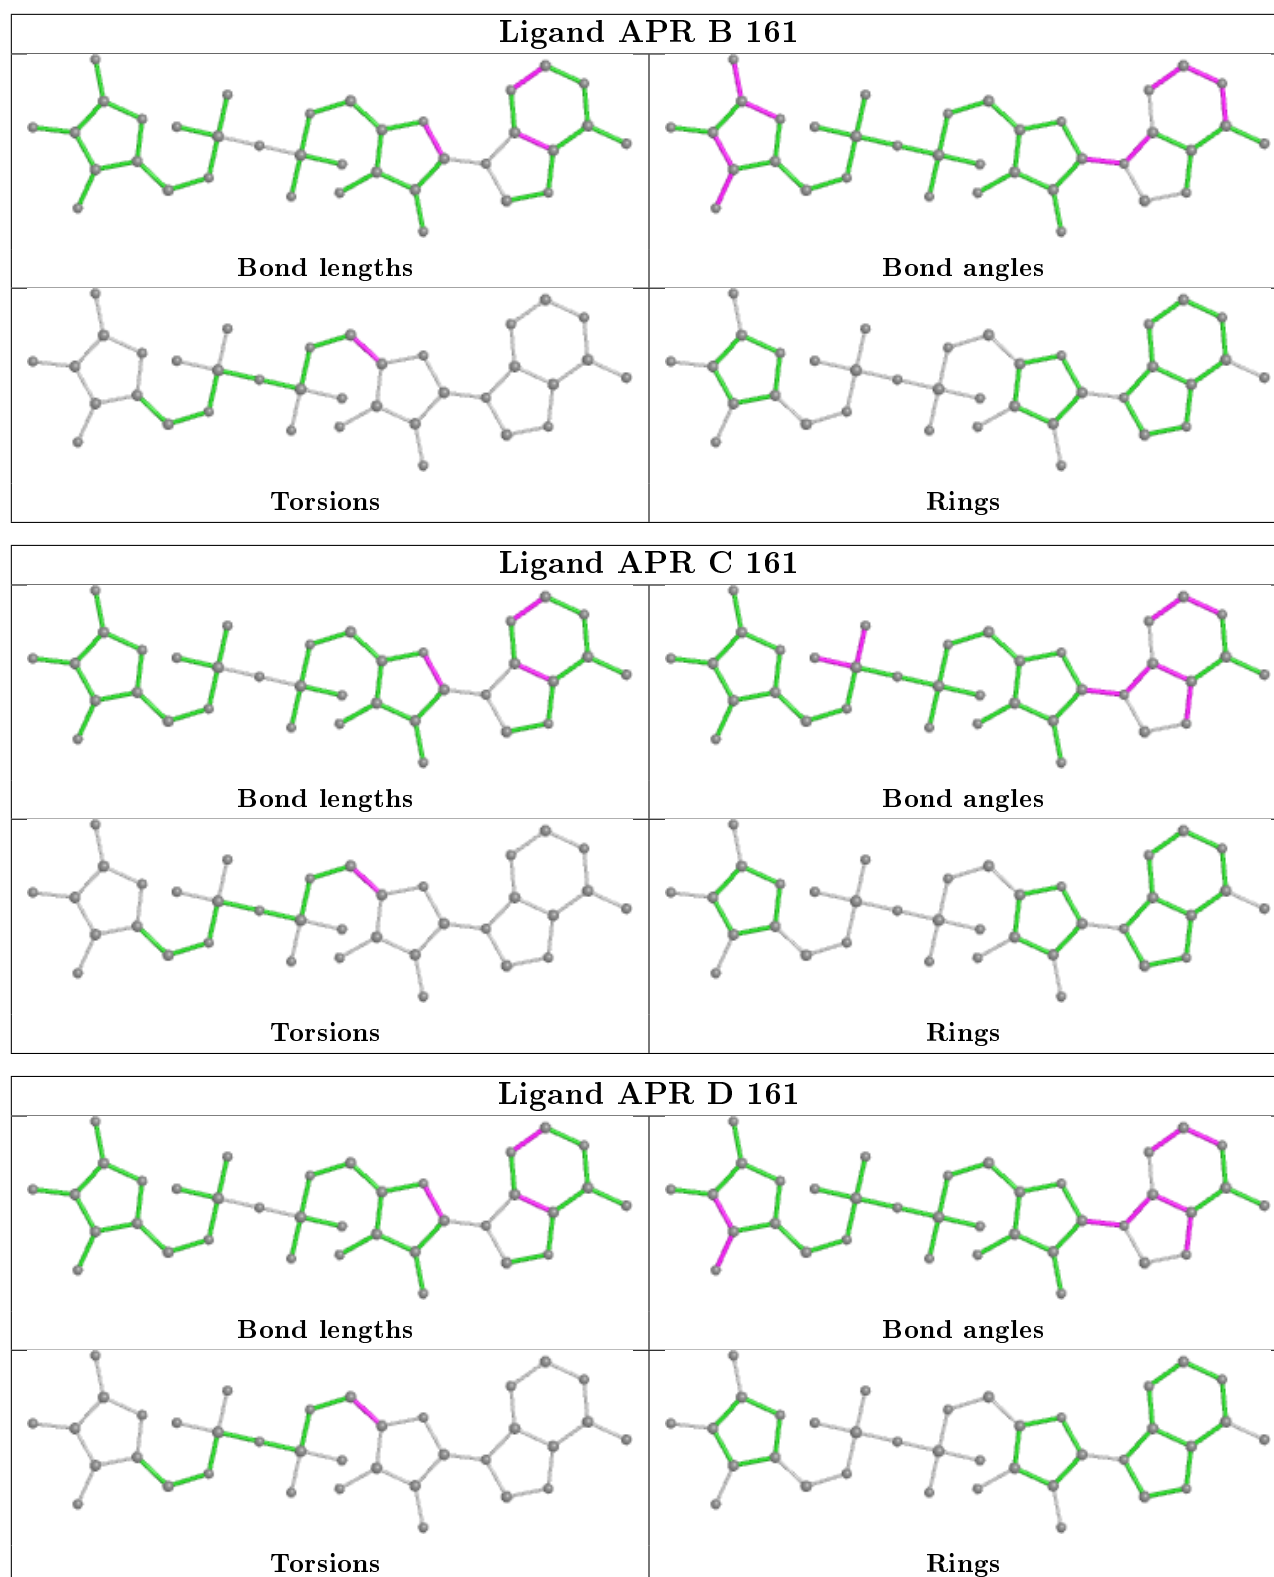 Ligand APR B 161
Bond lengths
Bond angles
Torsions
Rings
Ligand APR C 161
Bond lengths
Bond angles
Torsions
Rings
Ligand APR D 161
Bond lengths
Bond angles
Torsions
Rings